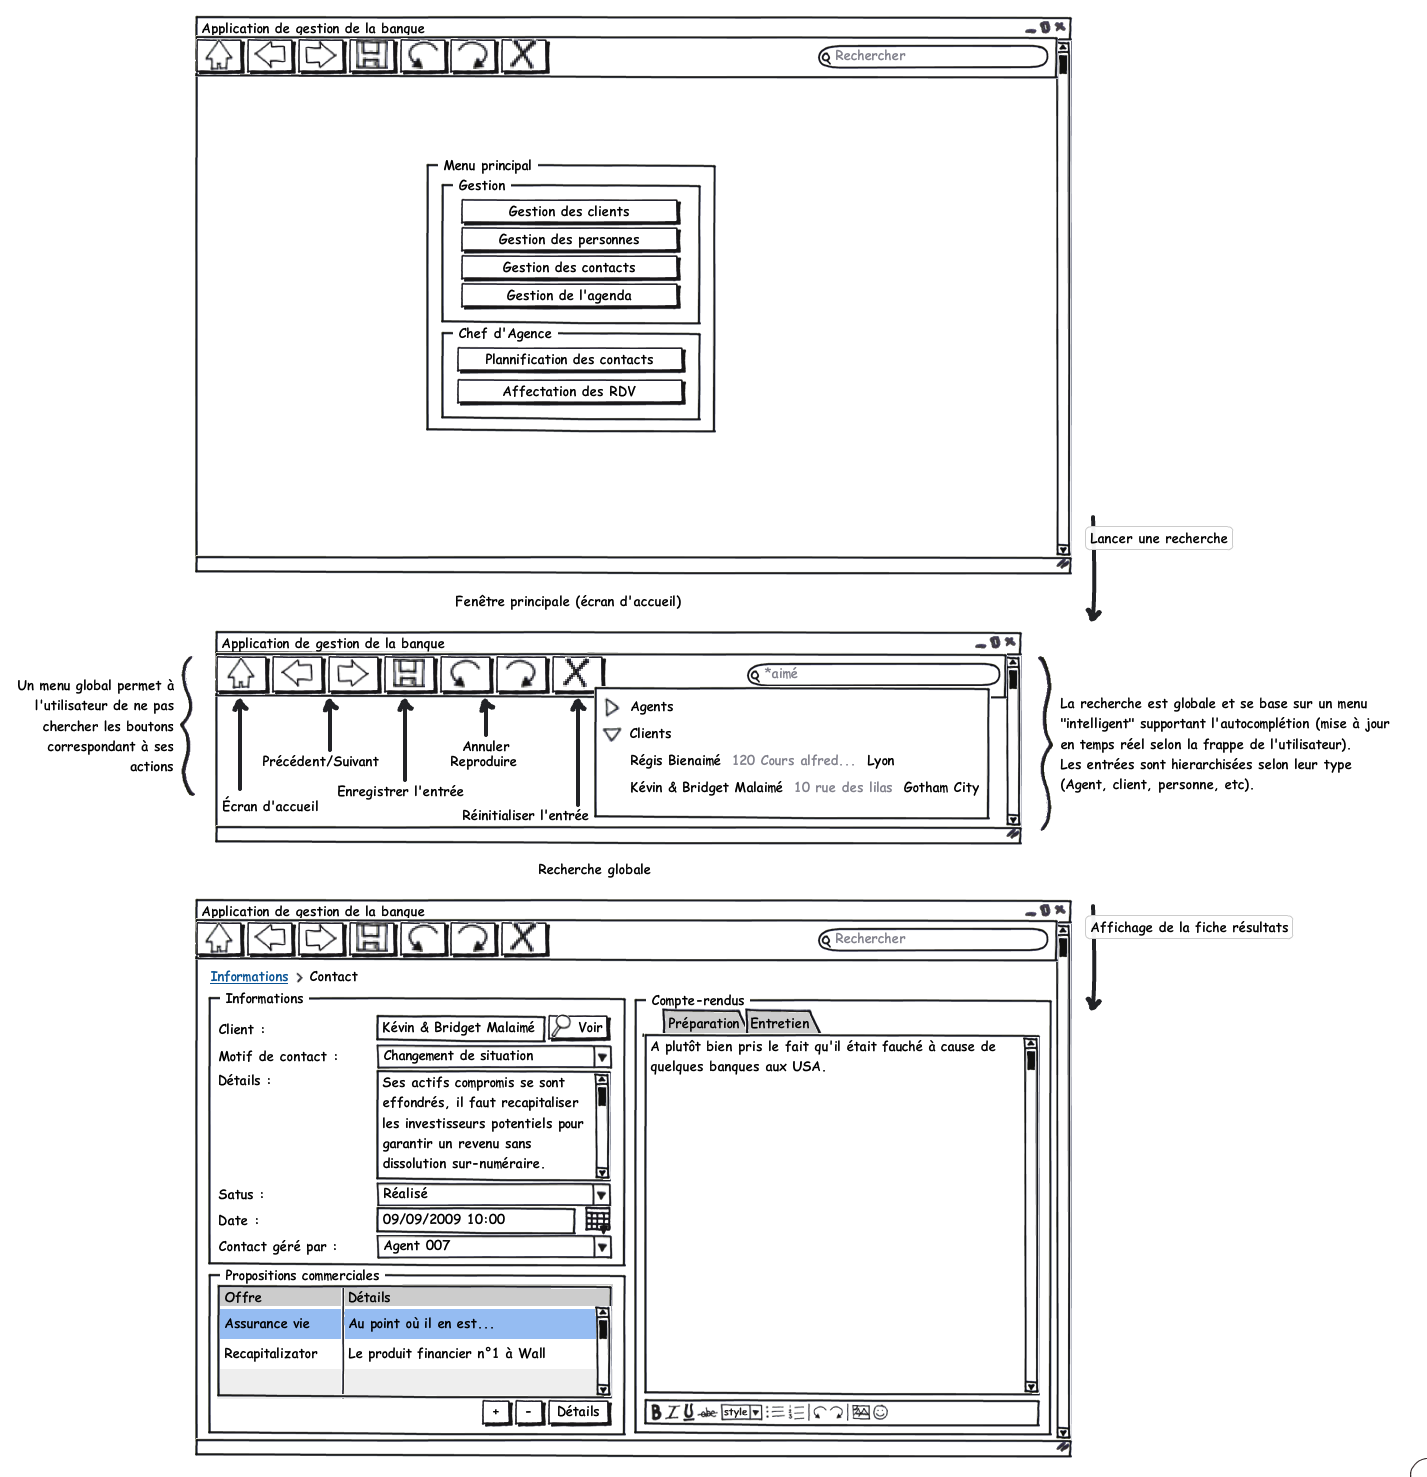 Application de gestion de la banque
Rechercher
Menu principal
Gestion
Gestion des clients
Gestion des personnes
Gestion des contacts
Gestion de l'agenda
Chef d'Agence
Plannification des contacts
Affectation des RDV
Lancer une recherche
Fenêtre principale (écran d'accueil)
Application de gestion de la banque
*aimé
Un menu global permet à
l'utilisateur de ne pas
chercher les boutons
correspondant à ses
actions
Écran d'accueil
Précédent/Suivant
Enregistrer l'entrée
Annuler
Reproduire
Réinitialiser l'entrée
Agents
Clients
Régis Bienaimé 120 Cours alfred... Lyon
Kévin & Bridget Malaimé 10 rue des lilas Gotham City
La recherche est globale et se base sur un menu
"intelligent" supportant l'autocomplétion (mise à jour
en temps réel selon la frappe de l'utilisateur).
Les entrées sont hierarchisées selon leur type
(Agent, client, personne, etc).
Recherche globale
Application de gestion de la banque
Rechercher
Affichage de la fiche résultats
Informations > Contact
Informations
Client :
Kévin & Bridget Malaimé
Voir
Motif de contact :
Changement de situation
Détails :
Ses actifs compromis se sont
effondrés, il faut recapitaliser
les investisseurs potentiels pour
garantir un revenu sans
dissolution sur-numéraire.
Satus :
Réalisé
Date :
09/09/2009 10:00
Contact géré par :
Agent 007
Propositions commerciales
Offre Détails
Assurance vie Au point où il en est...
Recapitalizator Le produit financier n°1 à Wall
+ - Détails
Compte-rendus
Préparation Entretien
A plutôt bien pris le fait qu'il était fauché à cause de
quelques banques aux USA.
B I U abc style